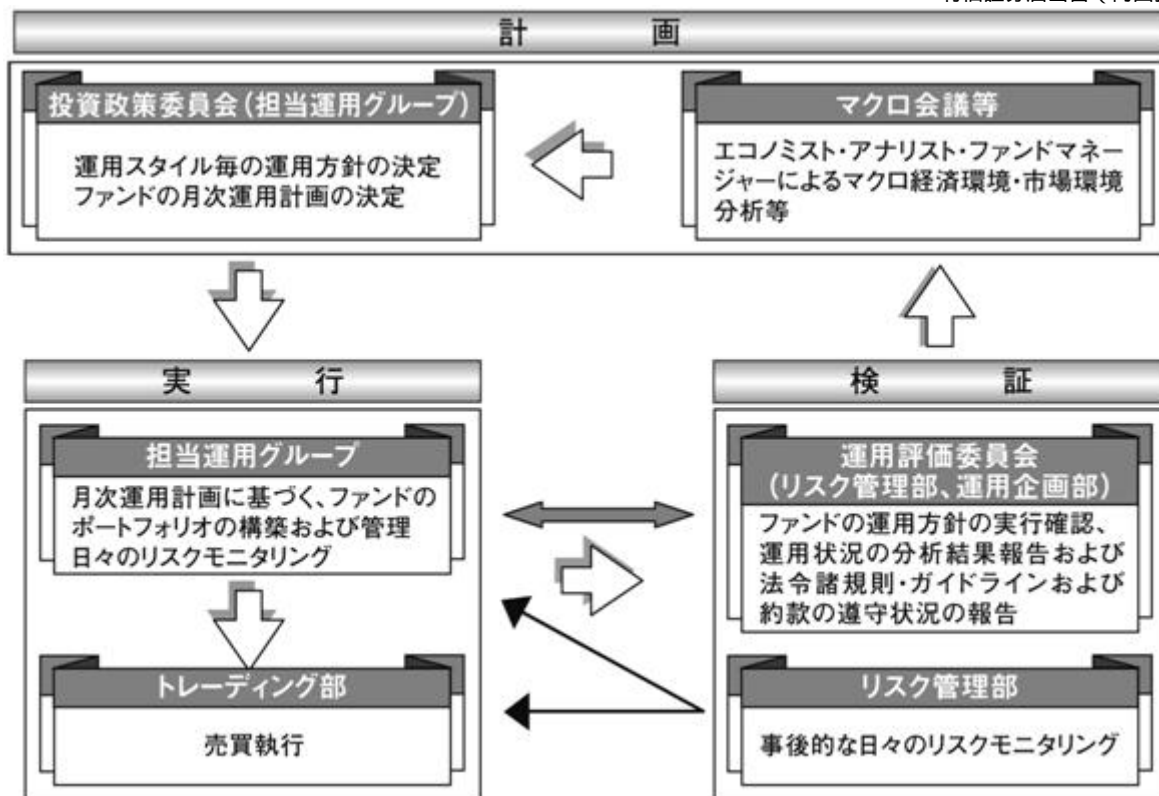 計 画
投資政策委員会(担当運用グループ)
運用スタイル毎の運用方針の決定
ファンドの月次運用計画の決定
マクロ会議等
エコノミスト・アナリスト・ファンドマネー
ジャーによるマクロ経済環境・市場環境
分析等
実 行
担当運用グループ
月次運用計画に基づく、ファンドの
ポートフォリオの構築および管理
日々のリスクモニタリング
トレーディング部
売買執行
検 証
運用評価委員会
(リスク管理部、運用企画部)
ファンドの運用方針の実行確認、
運用状況の分析結果報告および
法令諸規則・ガイドラインおよび
約款の遵守状況の報告
リスク管理部
事後的な日々のリスクモニタリング